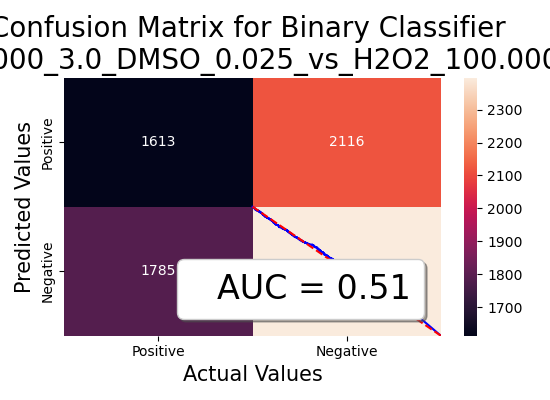 Confusion Matrix for Binary Classifier
000_3.0_DMSO_0.025_vs_H2O2_100.000
Predicted Values
Positive
Negative
1613
2116
1785
AUC = 0.51
Positive
Negative
Actual Values
2300
2200
2100
2000
1900
1800
1700